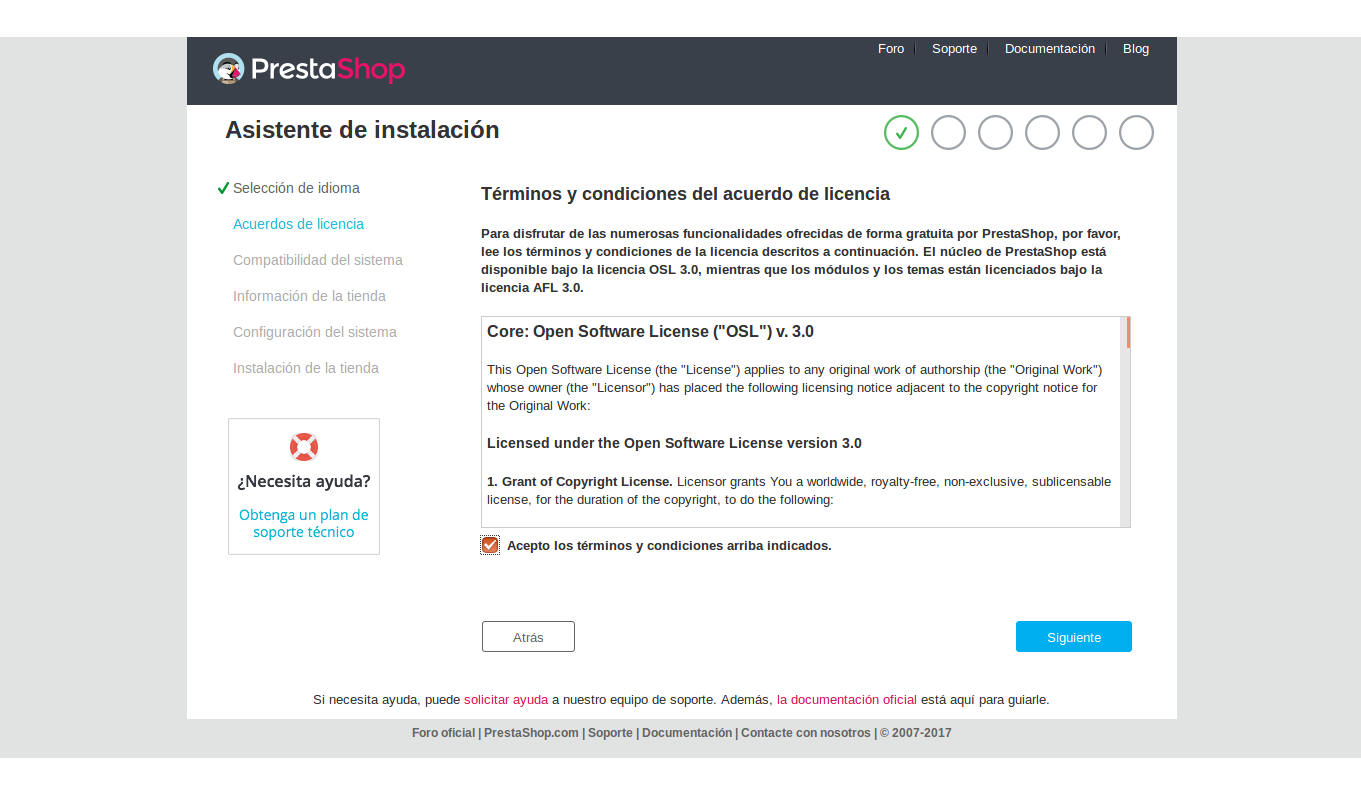 Foro
Soporte
Documentación
Blog
PrestaShop
Asistente de instalación
Selección de idioma
Acuerdos de licencia
Compatibilidad del sistema
Información de la tienda
Configuración del sistema
Instalación de la tienda
¿Necesita ayuda?
Obtenga un plan de
soporte técnico
Términos y condiciones del acuerdo de licencia
Para disfrutar de las numerosas funcionalidades ofrecidas de forma gratuita por PrestaShop, por favor,
lee los términos y condiciones de la licencia descritos a continuación. El núcleo de PrestaShop está
disponible bajo la licencia OSL 3.0, mientras que los módulos y los temas están licenciados bajo la
licencia AFL 3.0.
Core: Open Software License ("OSL") v. 3.0
This Open Software License (the "License") applies to any original work of authorship (the "Original Work")
whose owner (the "Licensor") has placed the following licensing notice adjacent to the copyright notice for
the Original Work:
Licensed under the Open Software License version 3.0
1. Grant of Copyright License. Licensor grants You a worldwide, royalty-free, non-exclusive, sublicensable
license, for the duration of the copyright, to do the following:
Acepto los términos y condiciones arriba indicados.
Atrás
Siguiente
Si necesita ayuda, puede solicitar ayuda a nuestro equipo de soporte. Además, la documentación oficial está aquí para guiarle.
Foro oficial | PrestaShop.com | Soporte | Documentación | Contacte con nosotros | © 2007-2017